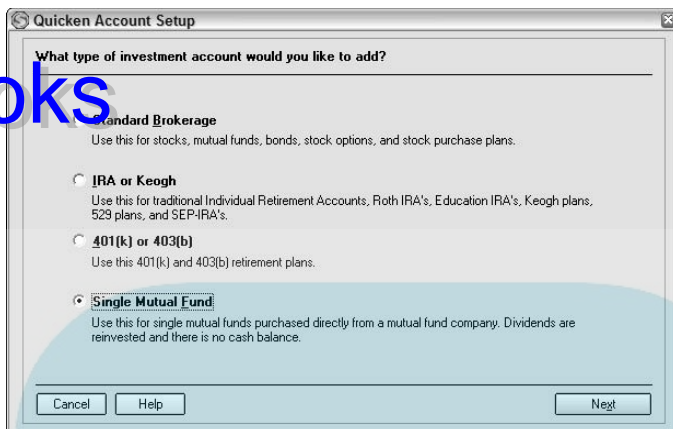 Quicken Account Setup
What type of investment account would you like to add?
oks
Standard Brokerage
Use this for stocks, mutual funds, bonds, stock options, and stock purchase plans.
IRA or Keogh
Use this for traditional Individual Retirement Accounts, Roth IRA's, Education IRA's, Keogh plans,
529 plans, and SEP-IRA's.
401(k) or 403(b)
Use this 401(k) and 403(b) retirement plans.
Single Mutual Fund
Use this for single mutual funds purchased directly from a mutual fund company. Dividends are
reinvested and there is no cash balance.
Cancel Help Next